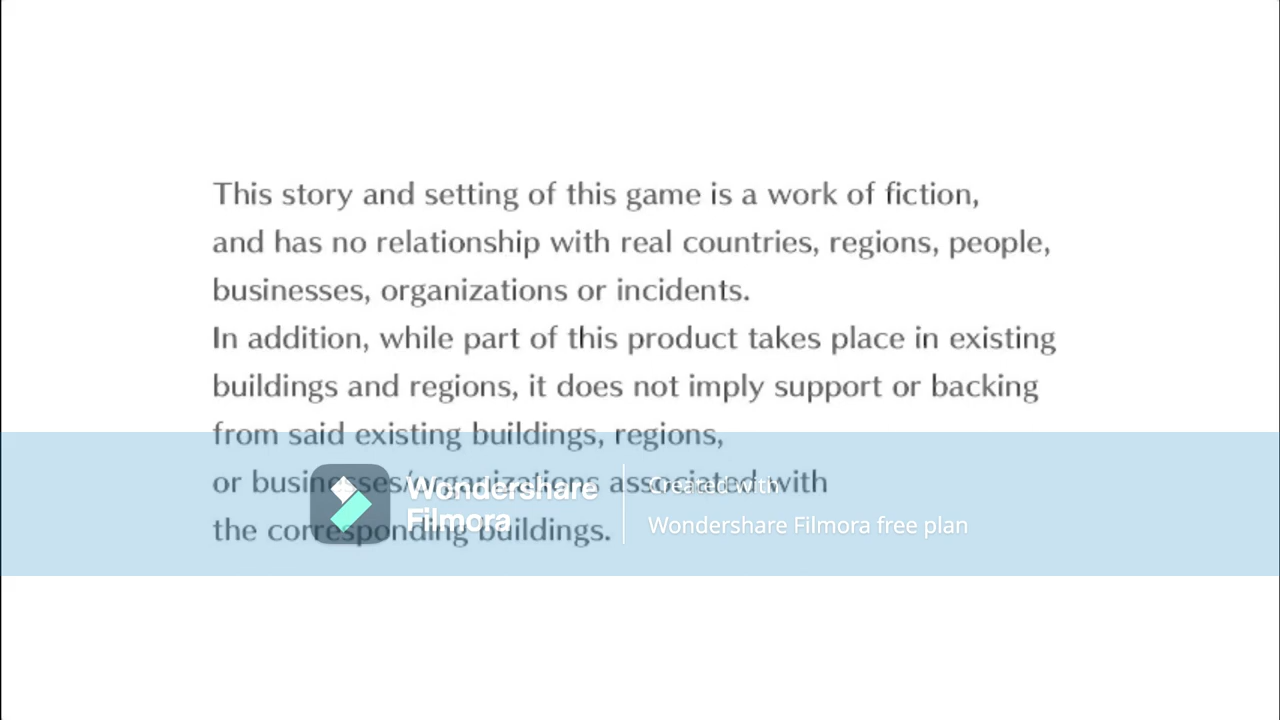 This story and setting of this game is a work of fiction,
and has no relationship with real countries, regions, people,
businesses, organizations or incidents.
In addition, while part of this product takes place in existing
buildings and regions, it does not imply support or backing
from said existing buildings, regions,
or businesses/organizations associated with
the corresponding buildings.
Wondershare
Filmora
Created with
Wondershare Filmora free plan